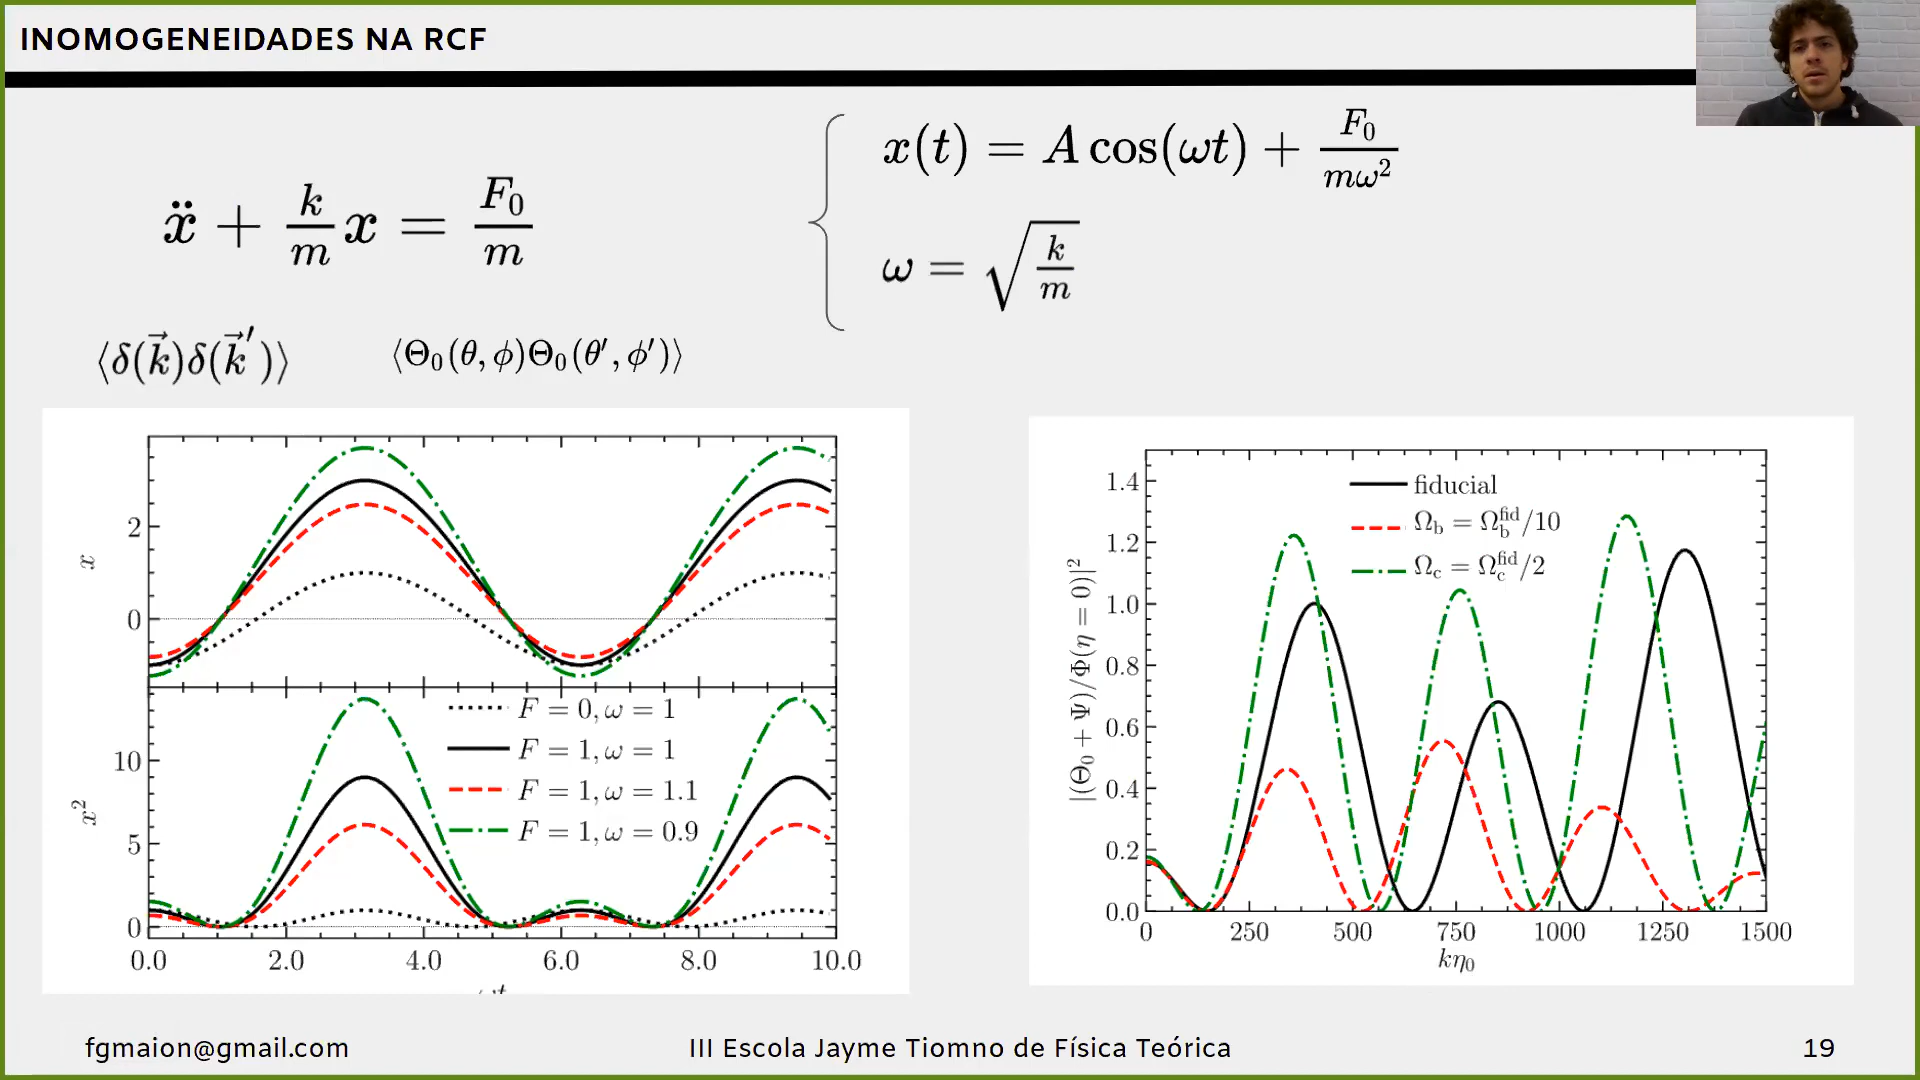 INOMOGENEIDADES NA RCF
ẍ + k/m x = F₀/m
x(t) = A cos(ωt) + F₀/mω²
ω = √(k/m)
⟨δ(k⃗)δ(k⃗′)⟩
⟨Θ₀(θ, ϕ)Θ₀(θ′, ϕ′)⟩
x
2
0
x²
10
5
0
F = 0, ω = 1
F = 1, ω = 1
F = 1, ω = 1.1
F = 1, ω = 0.9
0.0 2.0 4.0 6.0 8.0 10.0
ωt
|(Θ₀ + Ψ)/Φ(η = 0)|²
1.4
1.2
1.0
0.8
0.6
0.4
0.2
0.0
fiducial
Ω_b = Ω_b^fid/10
Ω_c = Ω_c^fid/2
0 250 500 750 1000 1250 1500
kη₀
fgmaion@gmail.com
III Escola Jayme Tiomno de Física Teórica
19